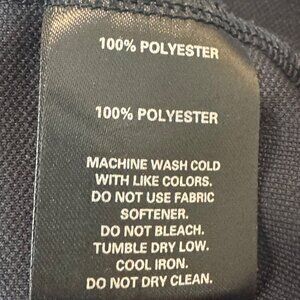 100% POLYESTER
100% POLYESTER
MACHINE WASH COLD
WITH LIKE COLORS.
DO NOT USE FABRIC
SOFTENER.
DO NOT BLEACH.
TUMBLE DRY LOW.
COOL IRON.
DO NOT DRY CLEAN.